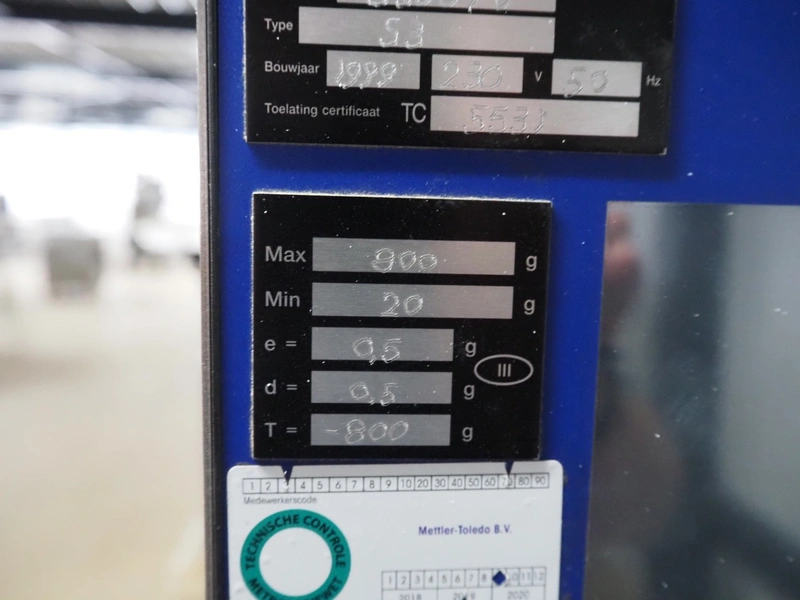 Type S3
Bouwjaar 1999 230 V 50 Hz
Toelating certificaat TC 5531
Max 900 g
Min 20 g
e = 0,5 g
III
d = 0,5 g
T = -800 g
1 2 3 4 5 6 7 8 9 10 20 30 40 50 60 70 80 90
Medewerkerscode
TECHNISCHE CONTROLE
Mettler-Toledo B.V.
1 2 3 4 5 6 7 8 10 11 12
2018 2019 2020